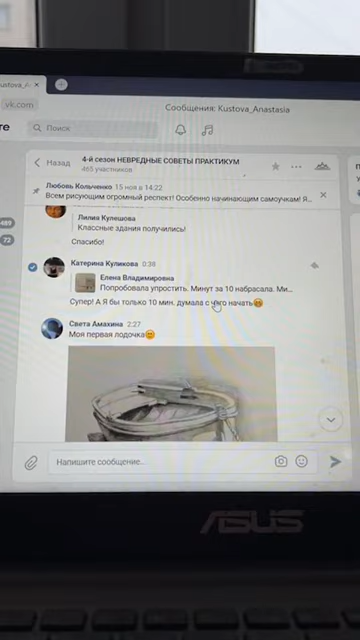 vk.com
Сообщения: Kustova_Anastasia
Поиск
Назад
4-й сезон НЕВРЕДНЫЕ СОВЕТЫ ПРАКТИКУМ
465 участников
Любовь Кольченко 15 ноя в 14:22
Всем рисующим огромный респект! Особенно начинающим самоучкам! Я...
Лилия Кулешова
Классные здания получились!
Спасибо!
Катерина Куликова 0:38
Елена Владимировна
Попробовала упростить. Минут за 10 набрасала. Ми...
Супер! А Я бы только 10 мин. думала с чего начать
Света Амахина 2:27
Моя первая лодочка
Напишите сообщение...
72
ASUS